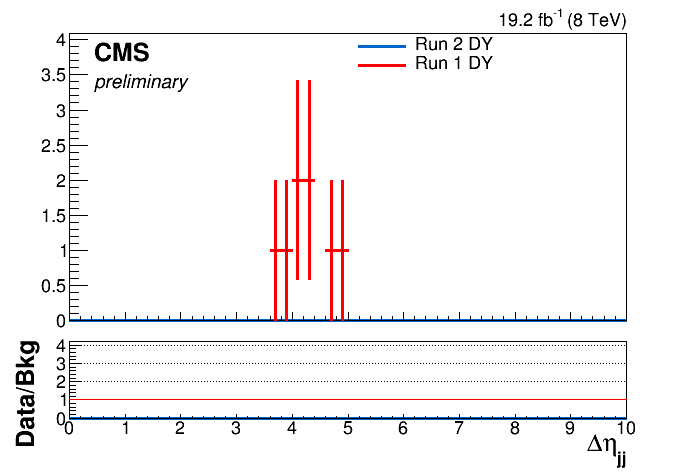 19.2 fb-1 (8 TeV)
CMS
preliminary
Run 2 DY
Run 1 DY
4
3.5
3
2.5
2
1.5
1
0.5
0
Data/Bkg
4
3
2
1
0
0 1 2 3 4 5 6 7 8 9 10
Δηjj